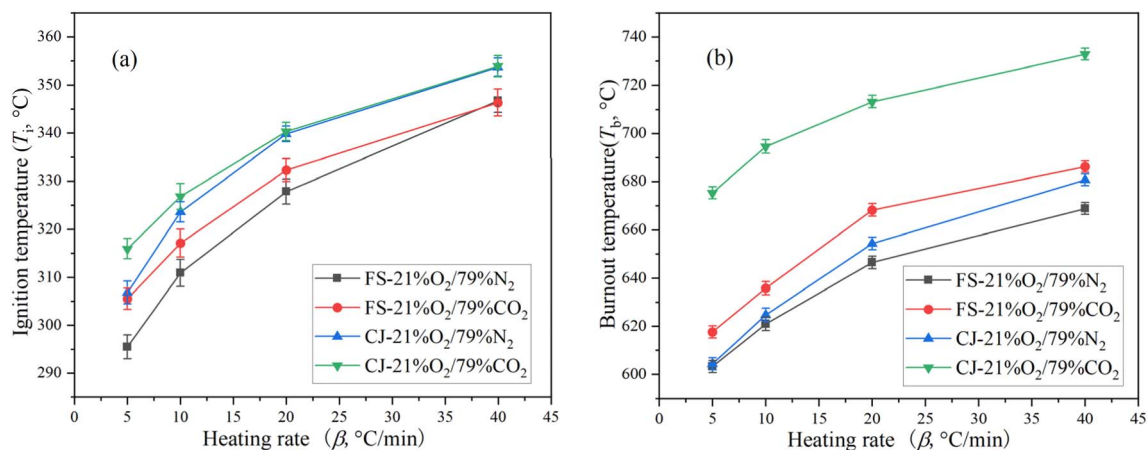 (a)
Ignition temperature (Tᵢ, °C)
360
350
340
330
320
310
300
290
FS-21%O₂/79%N₂
FS-21%O₂/79%CO₂
CJ-21%O₂/79%N₂
CJ-21%O₂/79%CO₂
0 5 10 15 20 25 30 35 40 45
Heating rate (β, °C/min)
(b)
Burnout temperature(T_b, °C)
740
720
700
680
660
640
620
600
FS-21%O₂/79%N₂
FS-21%O₂/79%CO₂
CJ-21%O₂/79%N₂
CJ-21%O₂/79%CO₂
0 5 10 15 20 25 30 35 40 45
Heating rate (β, °C/min)